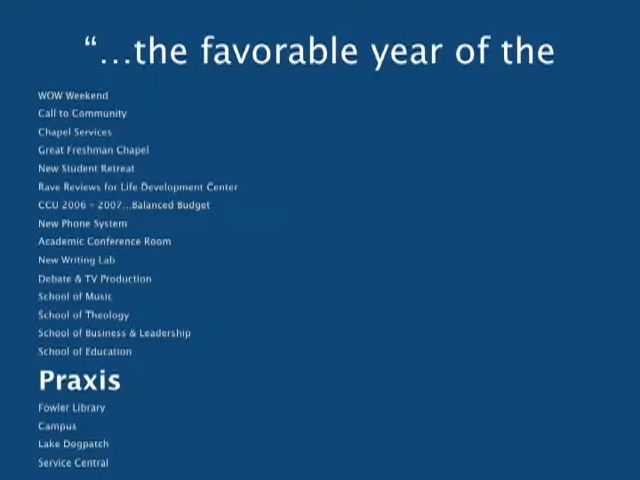 “...the favorable year of the
WOW Weekend
Call to Community
Chapel Services
Great Freshman Chapel
New Student Retreat
Rave Reviews for Life Development Center
CCU 2006 - 2007...Balanced Budget
New Phone System
Academic Conference Room
New Writing Lab
Debate & TV Production
School of Music
School of Theology
School of Business & Leadership
School of Education
Praxis
Fowler Library
Campus
Lake Dogpatch
Service Central